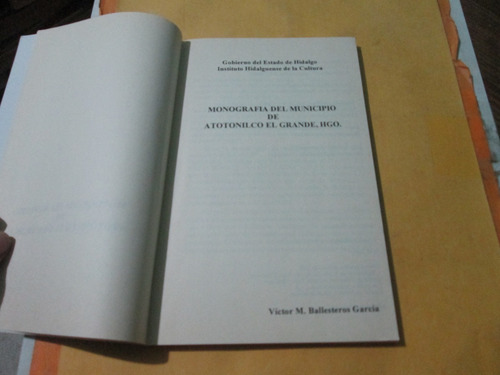 Gobierno del Estado de Hidalgo
Instituto Hidalguense de la Cultura
MONOGRAFIA DEL MUNICIPIO
DE
ATOTONILCO EL GRANDE, HGO.
Víctor M. Ballesteros García